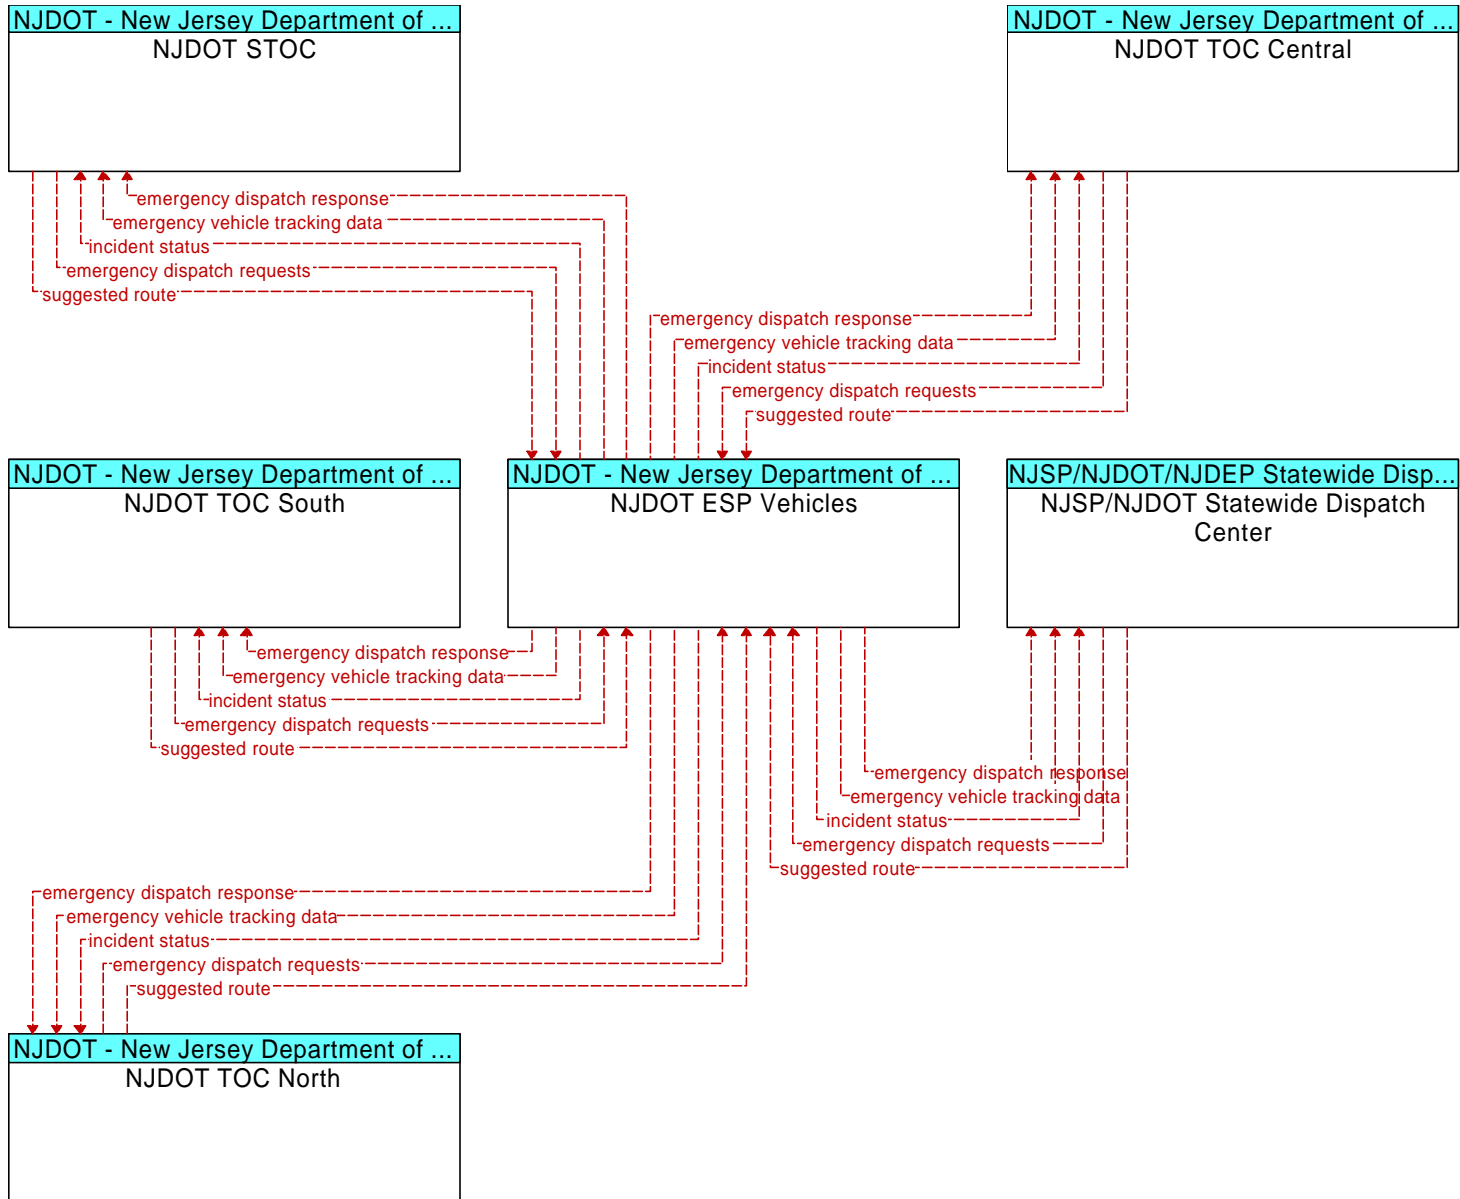 NJDOT - New Jersey Department of ...
NJDOT STOC
NJDOT - New Jersey Department of ...
NJDOT TOC Central
emergency dispatch response
emergency vehicle tracking data
incident status
emergency dispatch requests
suggested route
emergency dispatch response
emergency vehicle tracking data
incident status
emergency dispatch requests
suggested route
NJDOT - New Jersey Department of ...
NJDOT TOC South
NJDOT - New Jersey Department of ...
NJDOT ESP Vehicles
NJSP/NJDOT/NJDEP Statewide Disp...
NJSP/NJDOT Statewide Dispatch
Center
emergency dispatch response
emergency vehicle tracking data
incident status
emergency dispatch requests
suggested route
emergency dispatch response
emergency vehicle tracking data
incident status
emergency dispatch requests
suggested route
emergency dispatch response
emergency vehicle tracking data
incident status
emergency dispatch requests
suggested route
NJDOT - New Jersey Department of ...
NJDOT TOC North